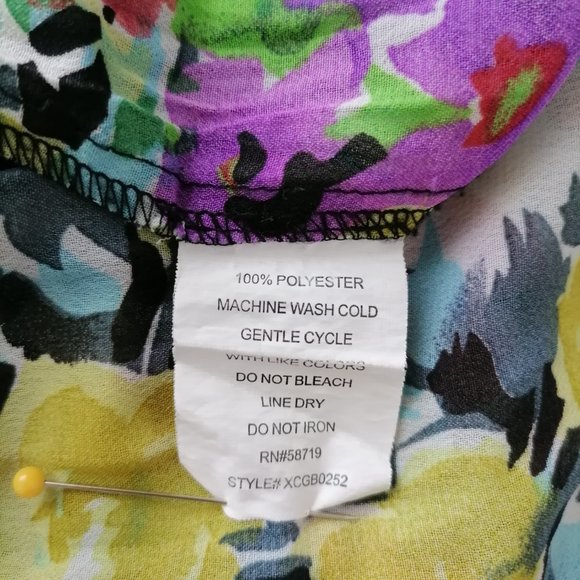 100% POLYESTER
MACHINE WASH COLD
GENTLE CYCLE
WITH LIKE COLORS
DO NOT BLEACH
LINE DRY
DO NOT IRON
RN#58719
STYLE# XCGB0252